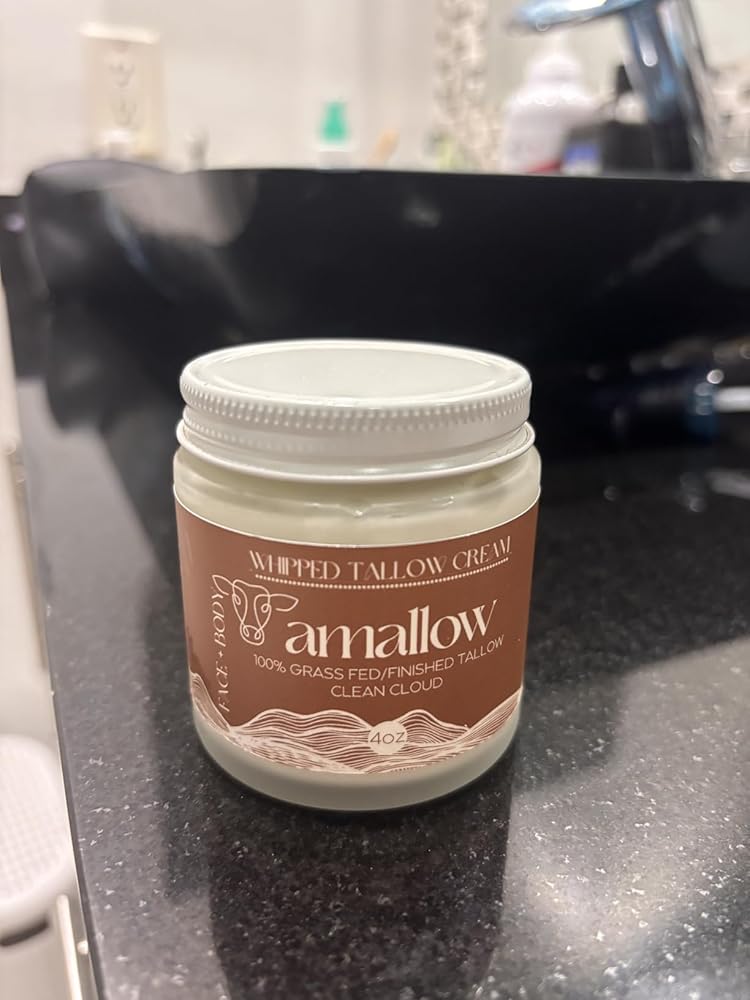 WHIPPED TALLOW CREAM
FACE + BODY
amallow
100% GRASS FED/FINISHED TALLOW
CLEAN CLOUD
4oz